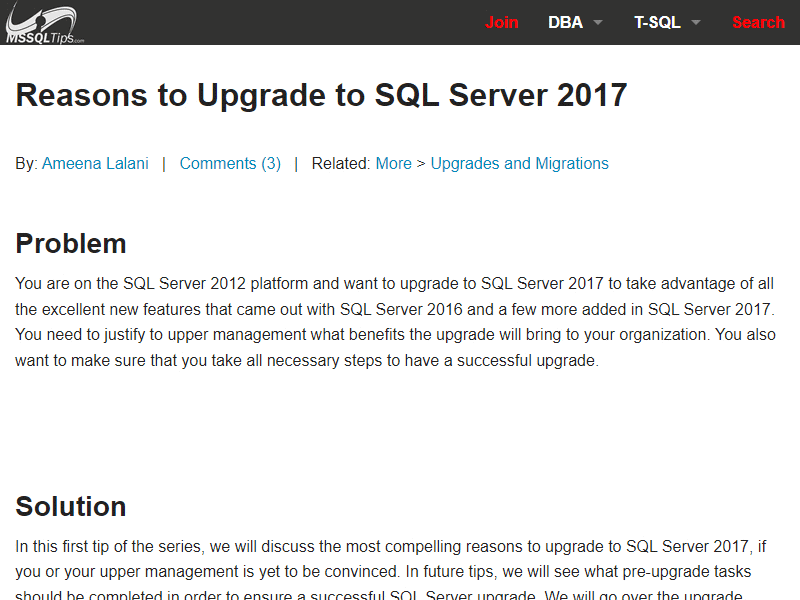 MSSQLTips.com
Join DBA T-SQL Search
Reasons to Upgrade to SQL Server 2017
By: Ameena Lalani | Comments (3) | Related: More > Upgrades and Migrations
Problem
You are on the SQL Server 2012 platform and want to upgrade to SQL Server 2017 to take advantage of all
the excellent new features that came out with SQL Server 2016 and a few more added in SQL Server 2017.
You need to justify to upper management what benefits the upgrade will bring to your organization. You also
want to make sure that you take all necessary steps to have a successful upgrade.
Solution
In this first tip of the series, we will discuss the most compelling reasons to upgrade to SQL Server 2017, if
you or your upper management is yet to be convinced. In future tips, we will see what pre-upgrade tasks
should be completed in order to ensure a successful SQL Server upgrade. We will go over the upgrade